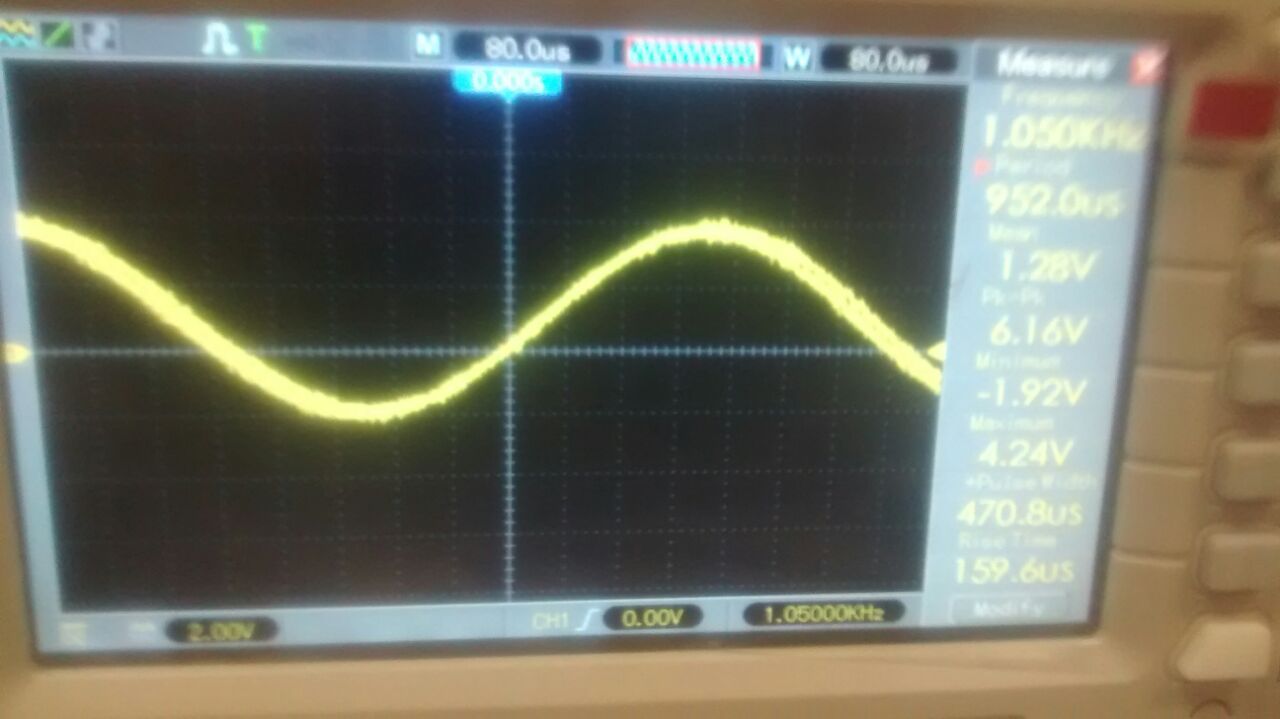 T M 80.0us W 80.0us Measure
0.000s
Frequency
1.050KHz
Period
952.0us
Mean
1.28V
Pk-Pk
6.16V
Minimum
-1.92V
Maximum
4.24V
+Pulse Width
470.8us
Rise Time
159.6us
Modify
2.00V CH1 0.00V 1.05000KHz